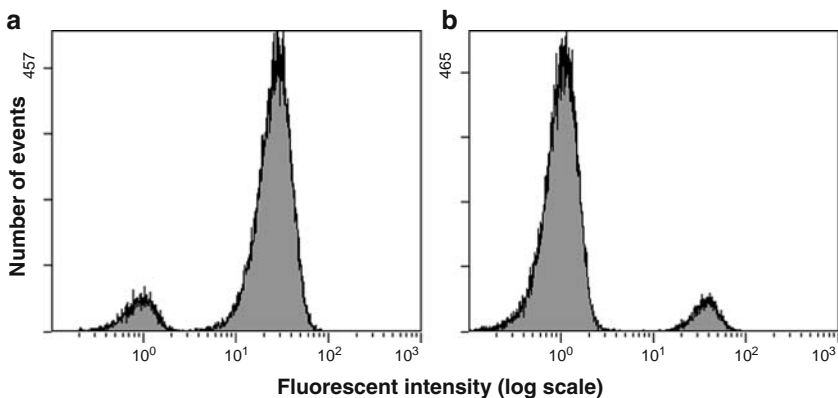 a
b
Number of events
457
465
10⁰ 10¹ 10² 10³
10⁰ 10¹ 10² 10³
Fluorescent intensity (log scale)